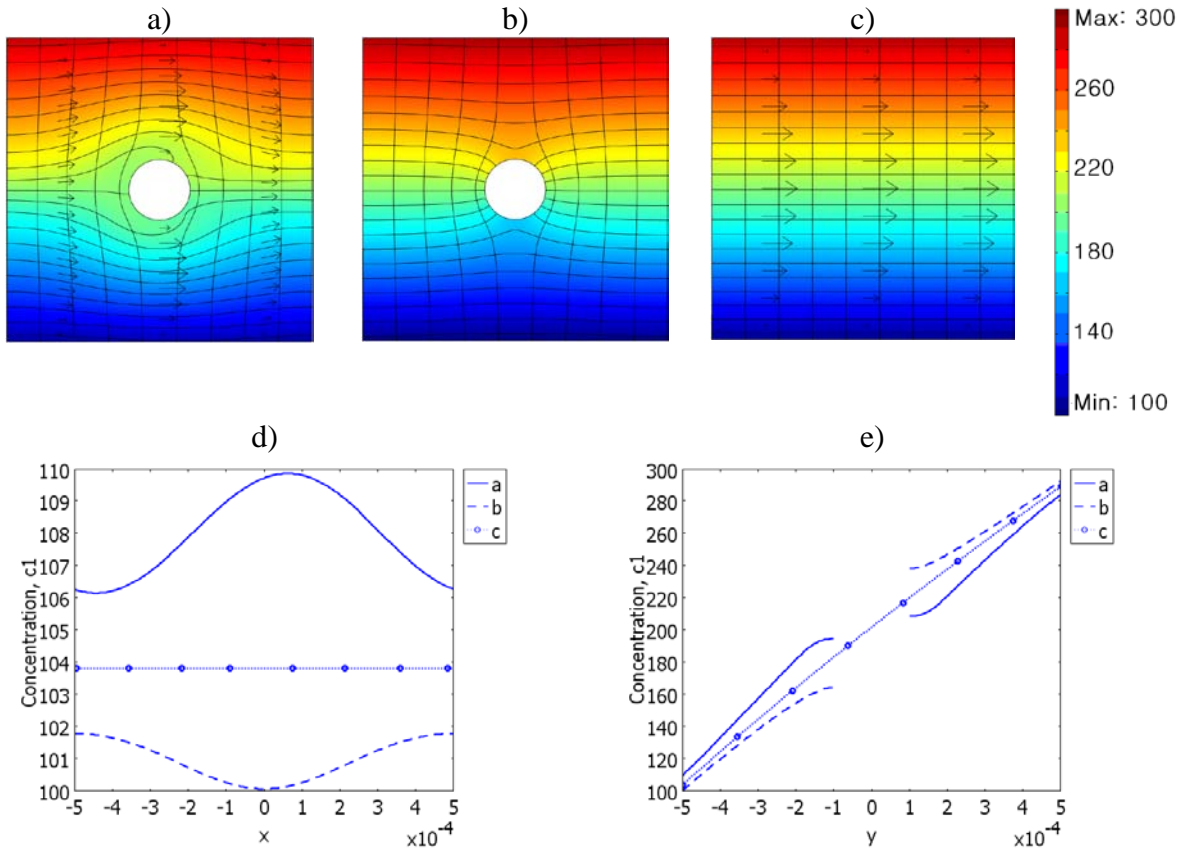 a) b) c)
Max: 300
260
220
180
140
Min: 100
d)
Concentration, c1
110
109
108
107
106
105
104
103
102
101
100
-5 -4 -3 -2 -1 0 1 2 3 4 5
x
x10^-4
a
b
c
e)
Concentration, c1
300
280
260
240
220
200
180
160
140
120
100
-5 -4 -3 -2 -1 0 1 2 3 4 5
y
x10^-4
a
b
c